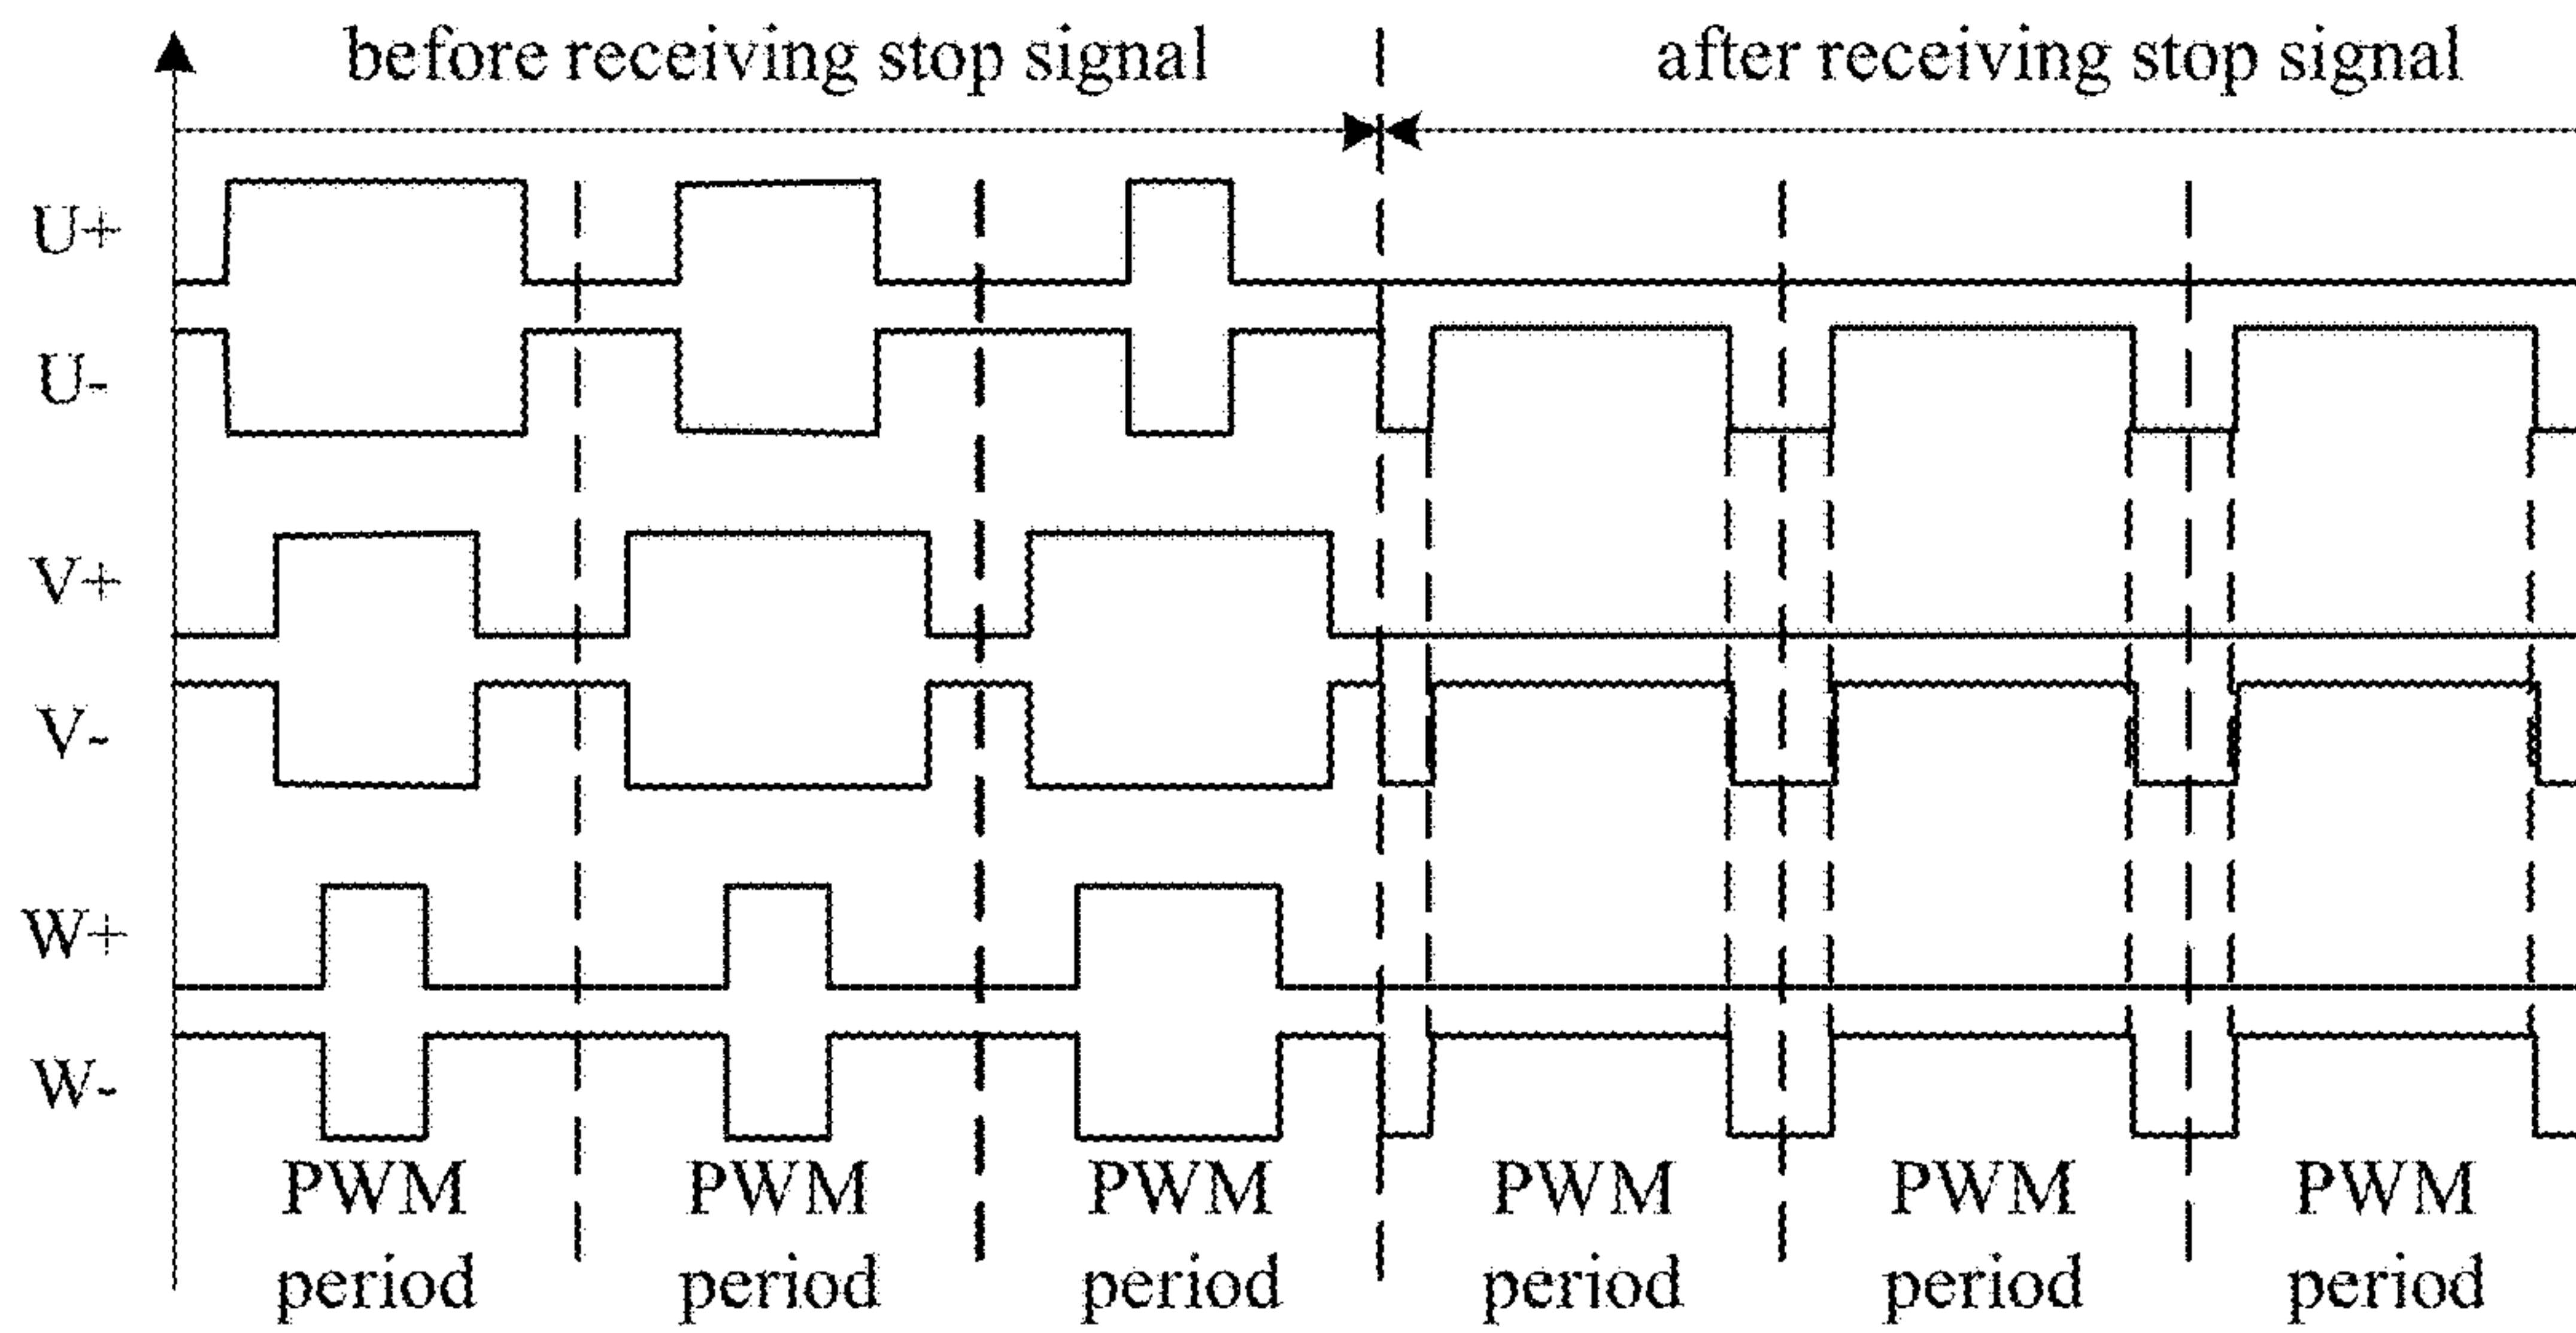 before receiving stop signal
after receiving stop signal
U+
U-
V+
V-
W+
W-
PWM period
PWM period
PWM period
PWM period
PWM period
PWM period